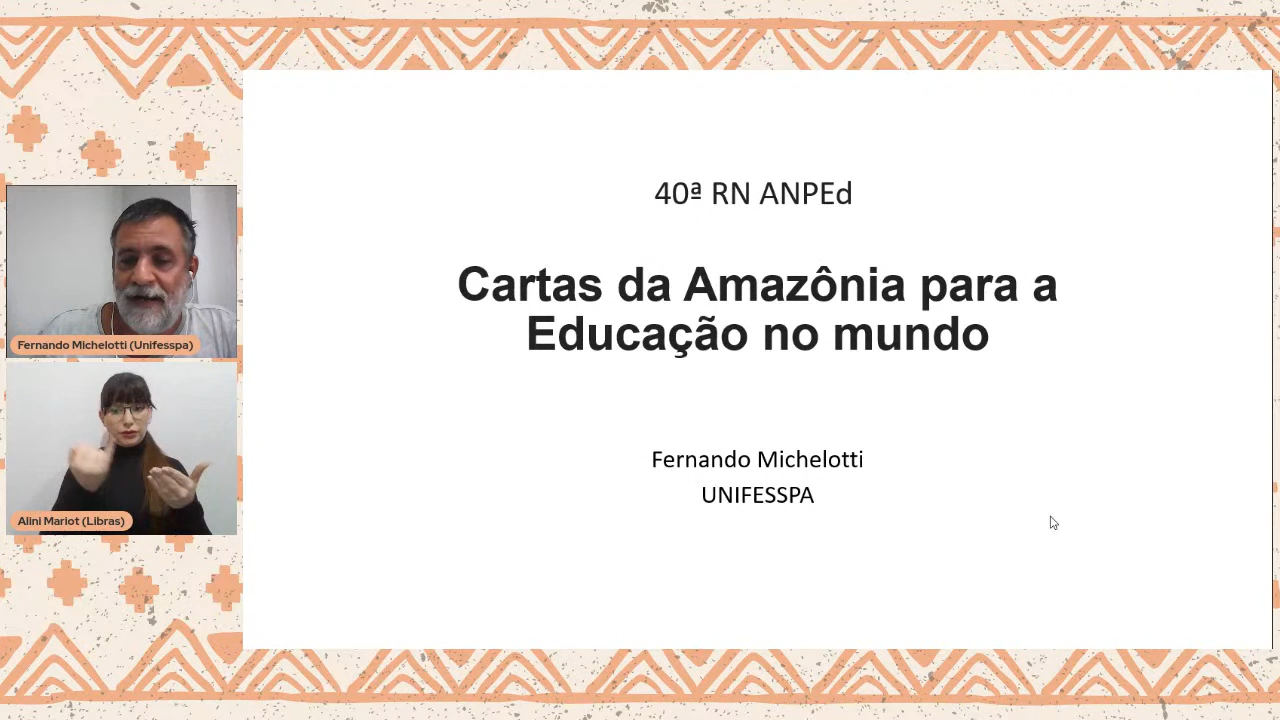 40ª RN ANPEd
Cartas da Amazônia para a
Educação no mundo
Fernando Michelotti
UNIFESSPA
Fernando Michelotti (Unifesspa)
Alini Mariot (Libras)